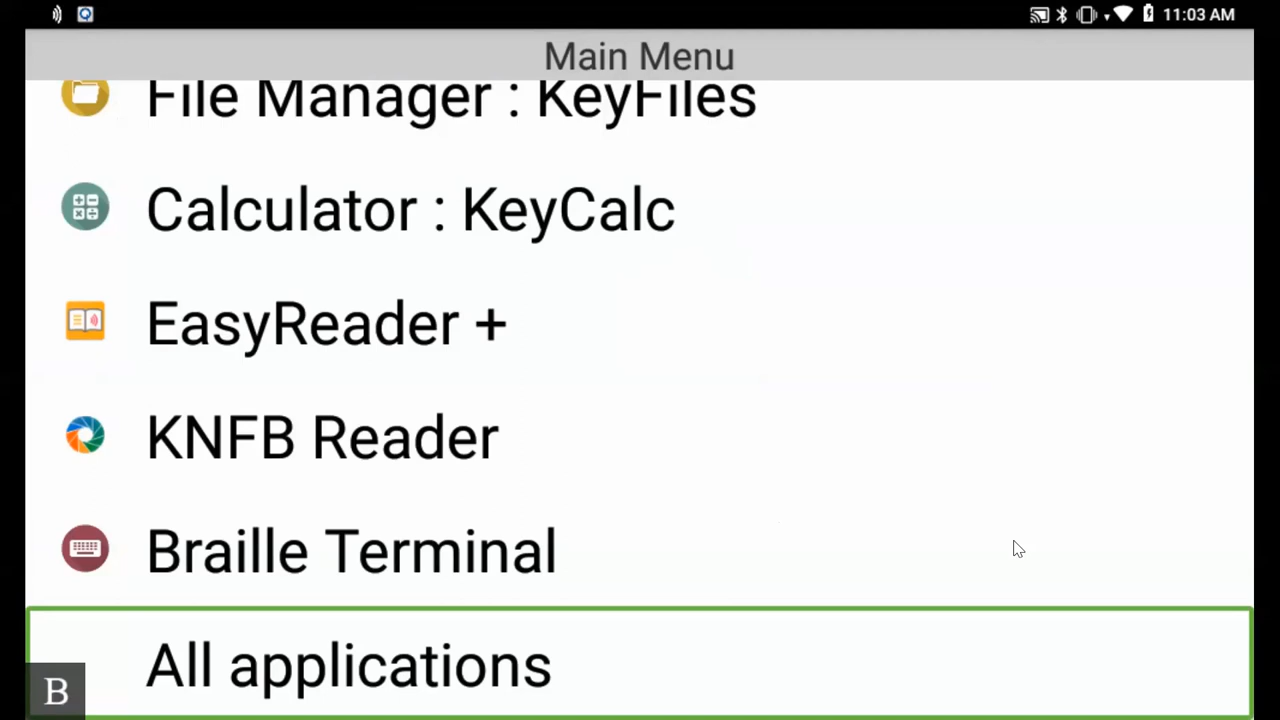 11:03 AM
Main Menu
File Manager : KeyFiles
Calculator : KeyCalc
EasyReader +
KNFB Reader
Braille Terminal
All applications
B